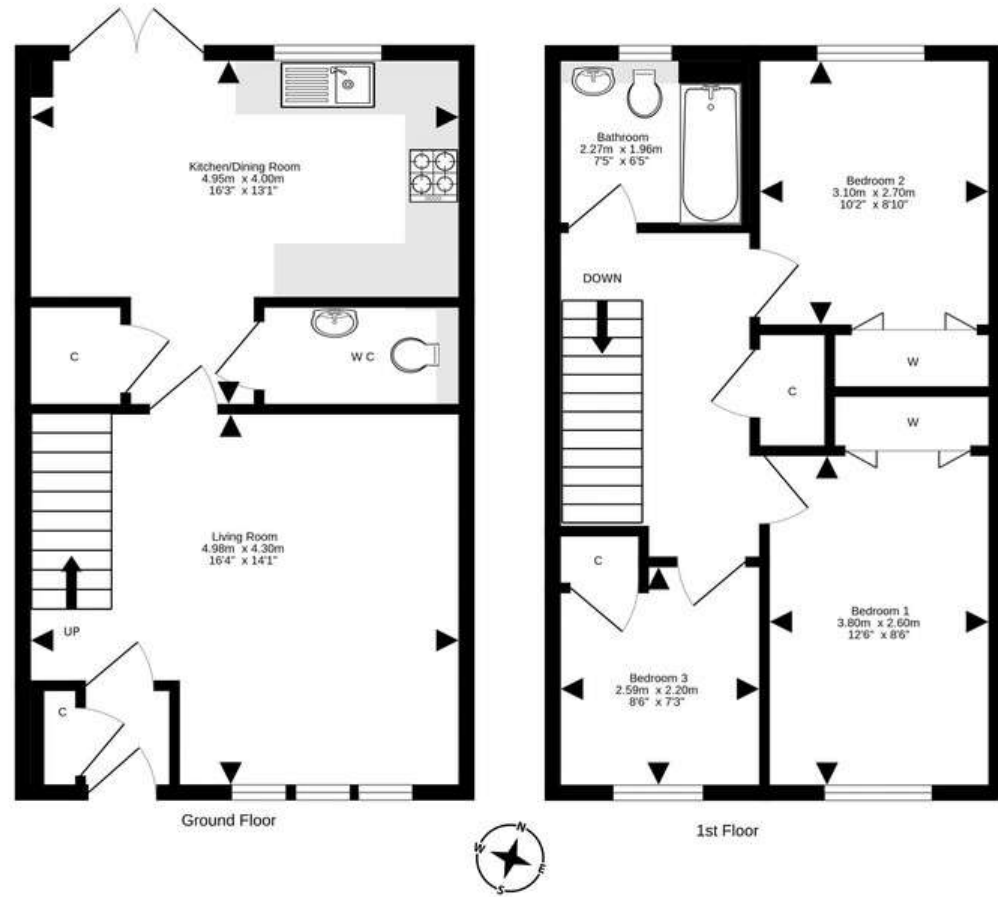 Kitchen/Dining Room
4.95m x 4.00m
16'3" x 13'1"
C
W C
Living Room
4.98m x 4.30m
16'4" x 14'1"
UP
C
Ground Floor
Bathroom
2.27m x 1.96m
7'5" x 6'5"
Bedroom 2
3.10m x 2.70m
10'2" x 8'10"
DOWN
W
C
W
C
Bedroom 1
3.80m x 2.60m
12'6" x 8'6"
Bedroom 3
2.59m x 2.20m
8'6" x 7'3"
1st Floor
N
W
E
S